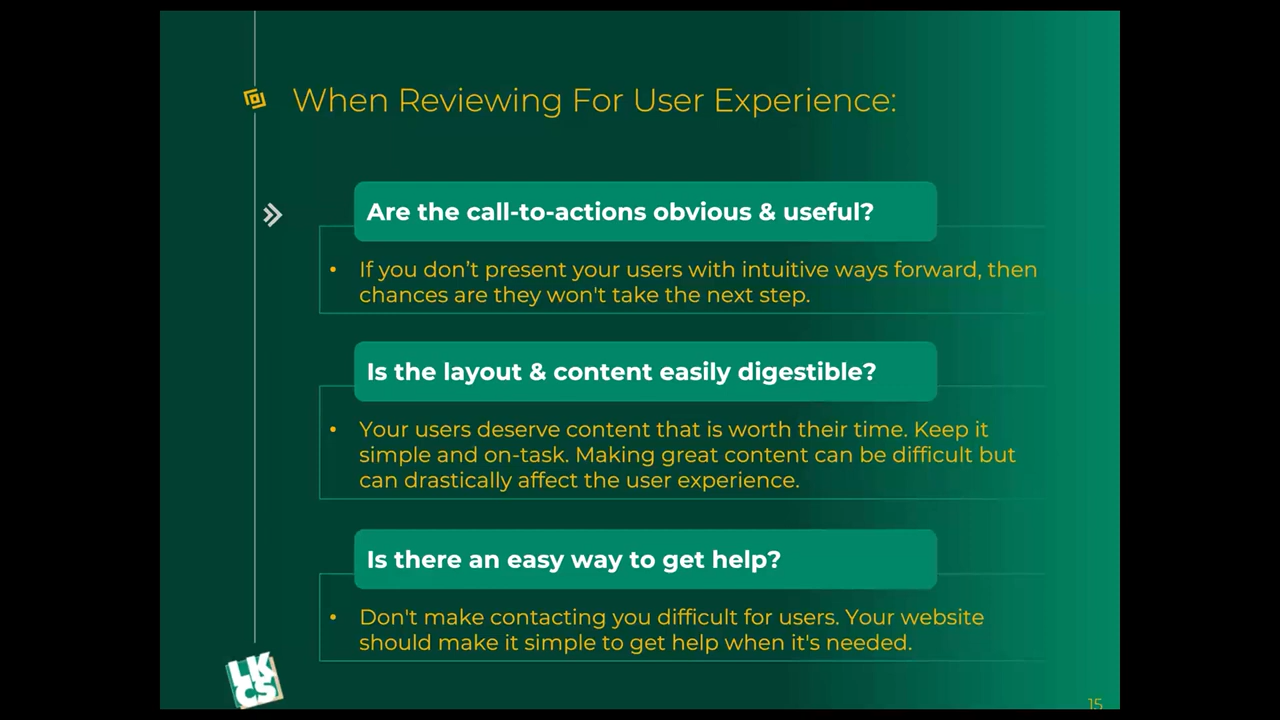 When Reviewing For User Experience:
Are the call-to-actions obvious & useful?
• If you don’t present your users with intuitive ways forward, then
chances are they won't take the next step.
Is the layout & content easily digestible?
• Your users deserve content that is worth their time. Keep it
simple and on-task. Making great content can be difficult but
can drastically affect the user experience.
Is there an easy way to get help?
• Don't make contacting you difficult for users. Your website
should make it simple to get help when it's needed.
LK
CS
15